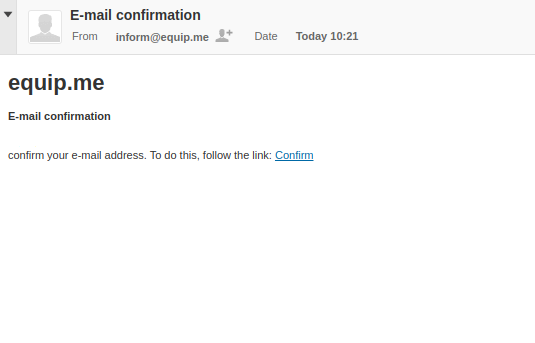 E-mail confirmation
From inform@equip.me Date Today 10:21
equip.me
E-mail confirmation
confirm your e-mail address. To do this, follow the link: Confirm